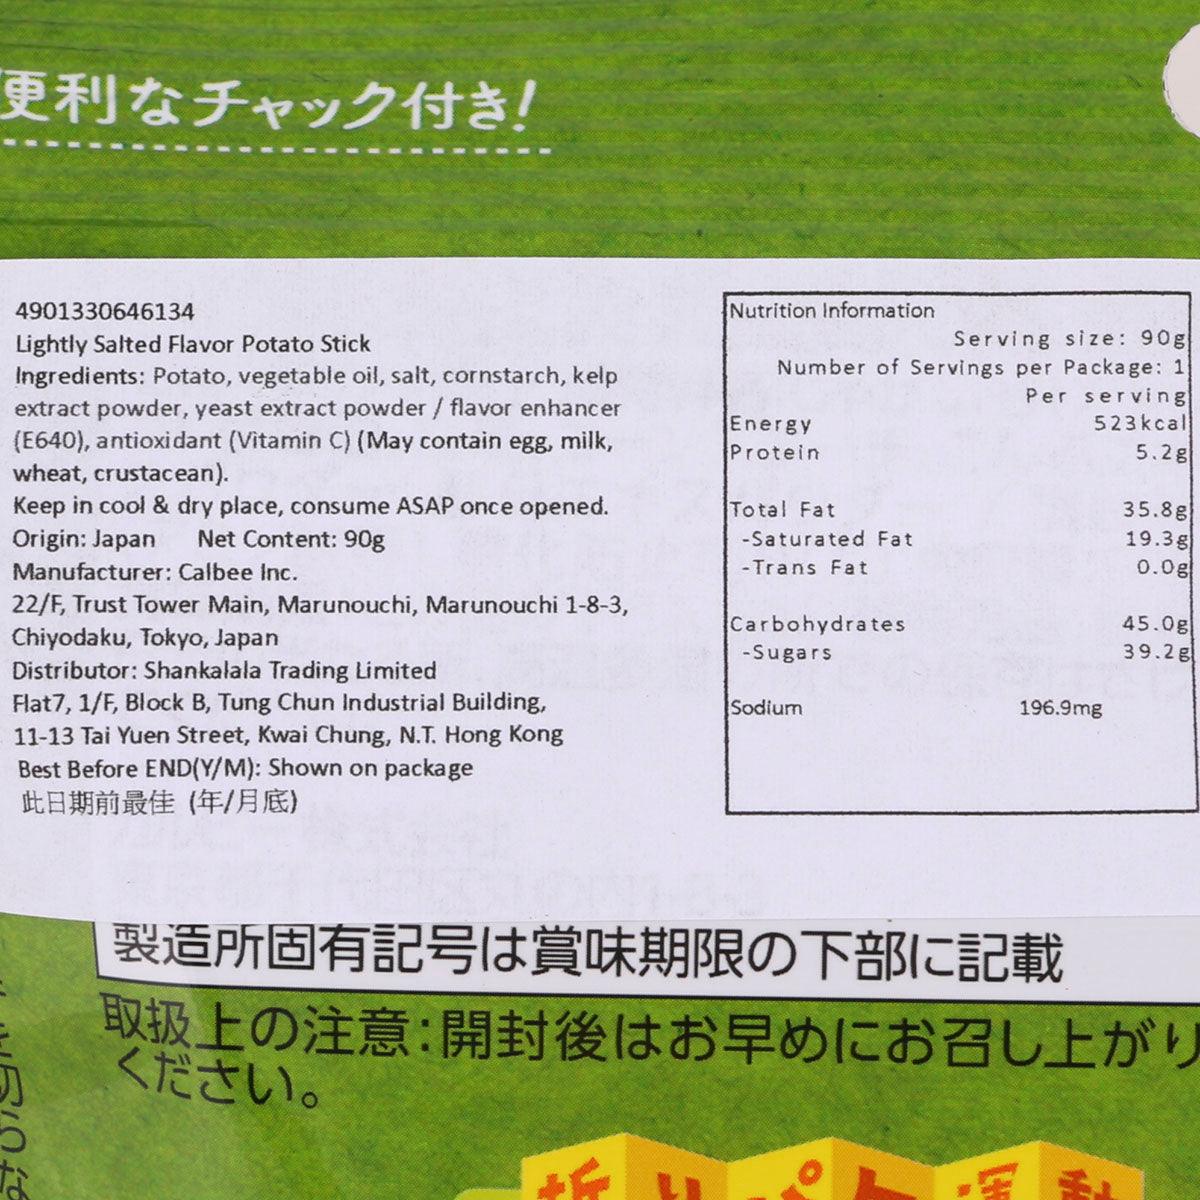 便利なチャック付き!
4901330646134
Lightly Salted Flavor Potato Stick
Ingredients: Potato, vegetable oil, salt, cornstarch, kelp
extract powder, yeast extract powder / flavor enhancer
(E640), antioxidant (Vitamin C) (May contain egg, milk,
wheat, crustacean).
Keep in cool & dry place, consume ASAP once opened.
Origin: Japan Net Content: 90g
Manufacturer: Calbee Inc.
22/F, Trust Tower Main, Marunouchi, Marunouchi 1-8-3,
Chiyodaku, Tokyo, Japan
Distributor: Shankalala Trading Limited
Flat7, 1/F, Block B, Tung Chun Industrial Building,
11-13 Tai Yuen Street, Kwai Chung, N.T. Hong Kong
Best Before END(Y/M): Shown on package
此日期前最佳 (年/月底)
Nutrition Information
Serving size: 90g
Number of Servings per Package: 1
Per serving
Energy 523kcal
Protein 5.2g
Total Fat 35.8g
-Saturated Fat 19.3g
-Trans Fat 0.0g
Carbohydrates 45.0g
-Sugars 39.2g
Sodium 196.9mg
製造所固有記号は賞味期限の下部に記載
取扱上の注意:開封後はお早めにお召し上がり
ください。
折りパケ運動